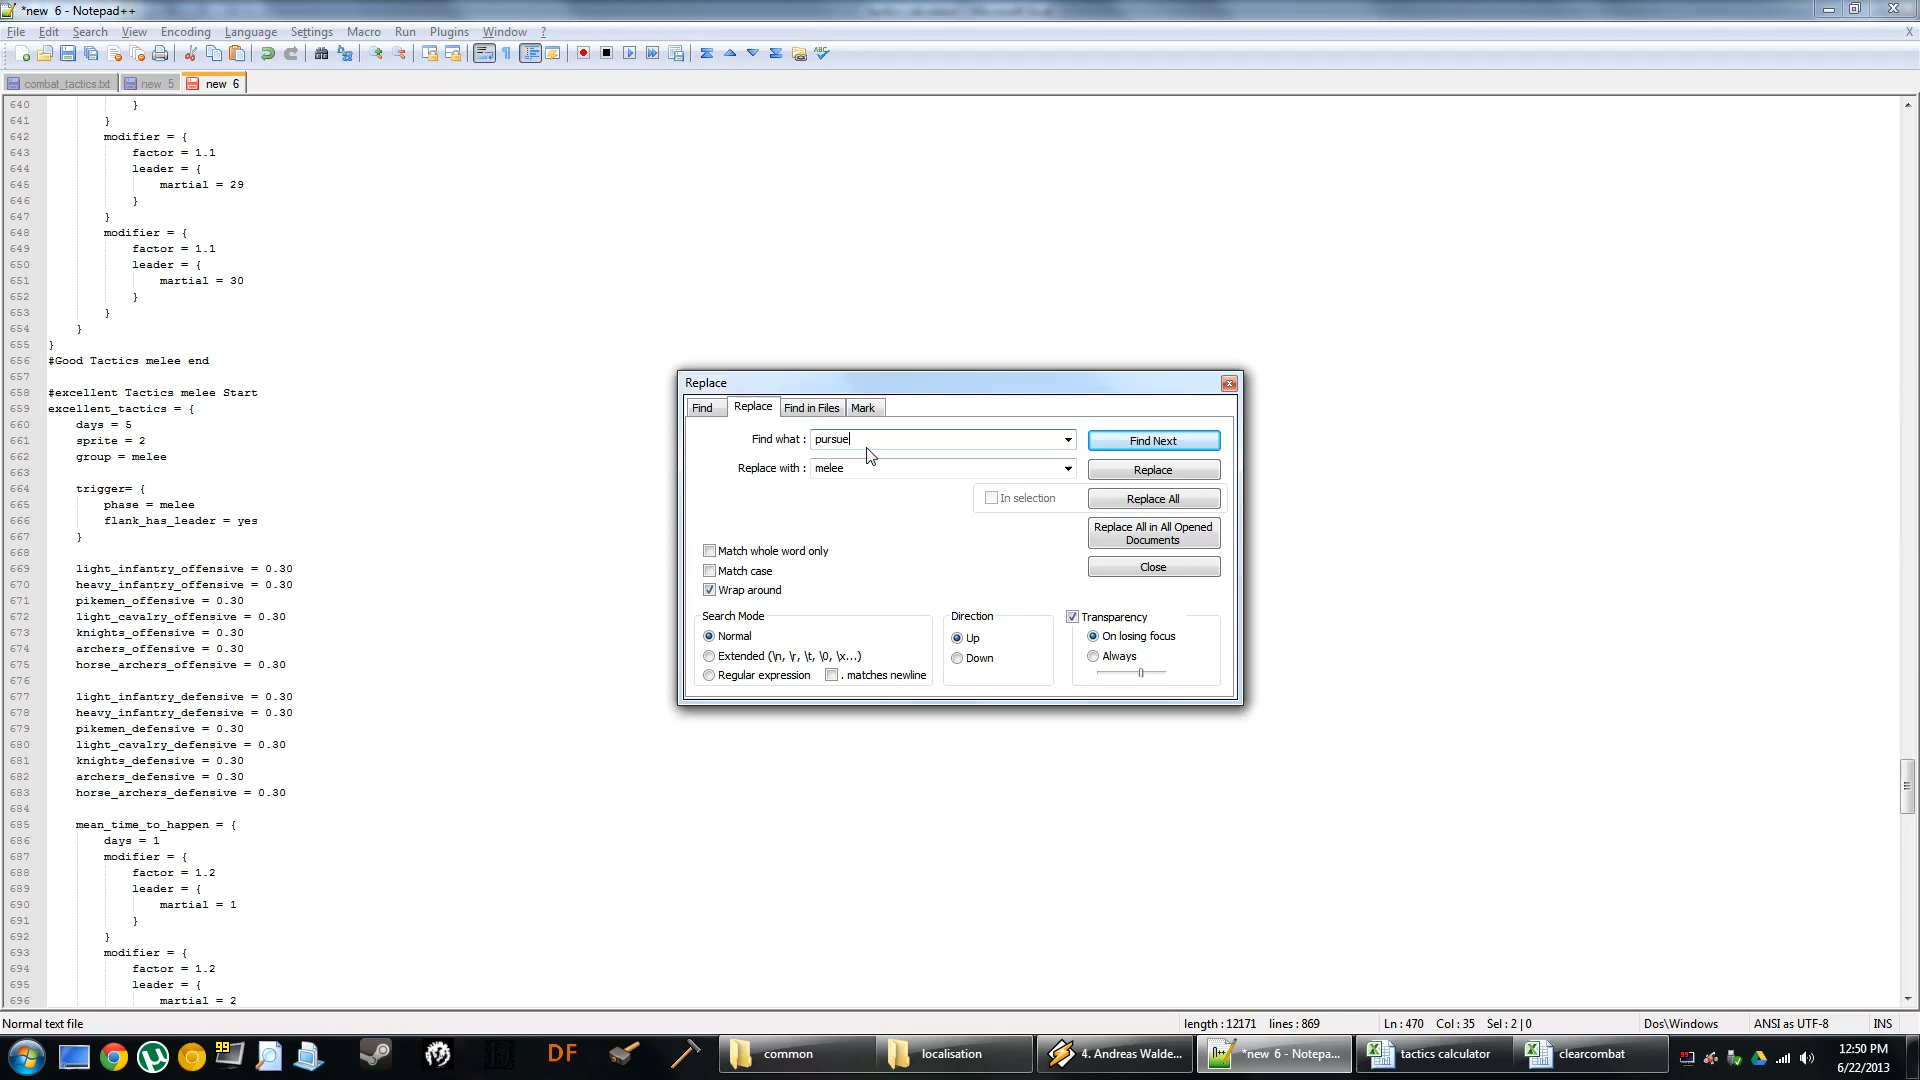 *new 6 - Notepad++
File Edit Search View Encoding Language Settings Macro Run Plugins Window ? X
combat_tactics.txt new 5 new 6
640 }
641 }
642 modifier = {
643 factor = 1.1
644 leader = {
645 martial = 29
646 }
647 }
648 modifier = {
649 factor = 1.1
650 leader = {
651 martial = 30
652 }
653 }
654 }
655 }
656 #Good Tactics melee end
657
658 #excellent Tactics melee Start
659 excellent_tactics = {
660 days = 5
661 sprite = 2
662 group = melee
663
664 trigger= {
665 phase = melee
666 flank_has_leader = yes
667 }
668
669 light_infantry_offensive = 0.30
670 heavy_infantry_offensive = 0.30
671 pikemen_offensive = 0.30
672 light_cavalry_offensive = 0.30
673 knights_offensive = 0.30
674 archers_offensive = 0.30
675 horse_archers_offensive = 0.30
676
677 light_infantry_defensive = 0.30
678 heavy_infantry_defensive = 0.30
679 pikemen_defensive = 0.30
680 light_cavalry_defensive = 0.30
681 knights_defensive = 0.30
682 archers_defensive = 0.30
683 horse_archers_defensive = 0.30
684
685 mean_time_to_happen = {
686 days = 1
687 modifier = {
688 factor = 1.2
689 leader = {
690 martial = 1
691 }
692 }
693 modifier = {
694 factor = 1.2
695 leader = {
696 martial = 2
Replace
Find Replace Find in Files Mark
Find what : pursue Find Next
Replace with : melee Replace
In selection Replace All
Replace All in All Opened
Documents
Match whole word only
Match case Close
Wrap around
Search Mode Direction Transparency
Normal Up On losing focus
Extended (\n, \r, \t, \0, \x...) Down Always
Regular expression . matches newline
Normal text file length : 12171 lines : 869 Ln : 470 Col : 35 Sel : 2 | 0 Dos\Windows ANSI as UTF-8 INS
99 DF common localisation 4. Andreas Walde... *new 6 - Notepa... tactics calculator clearcombat 12:50 PM
6/22/2013